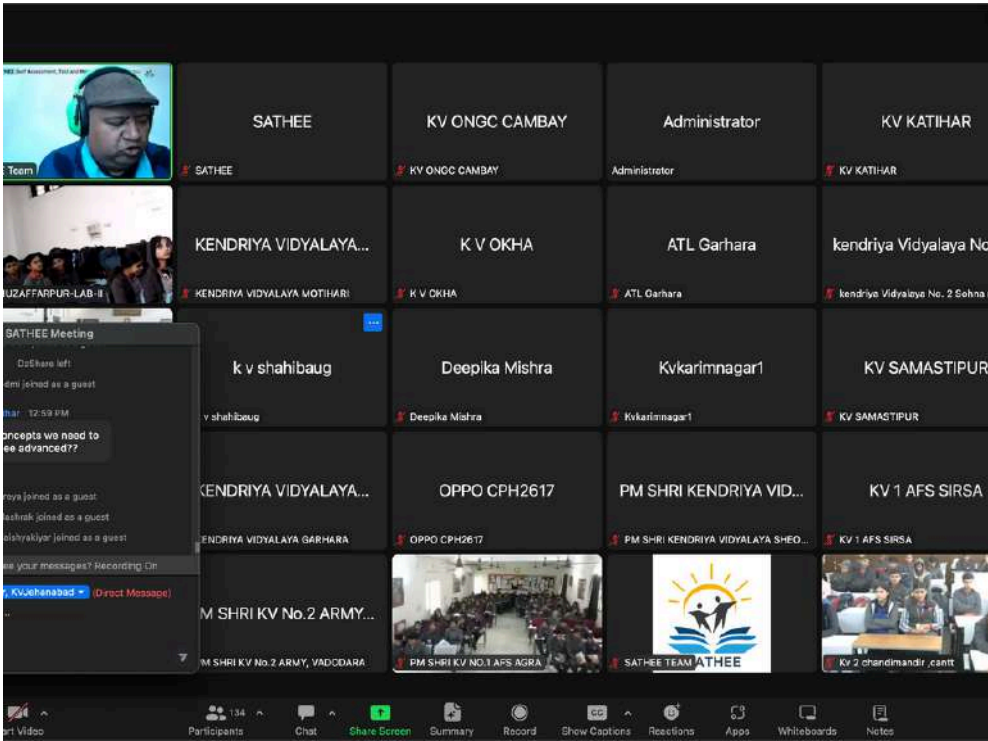 Team
SATHEE
SATHEE
KV ONGC CAMBAY
KV ONGC CAMBAY
Administrator
Administrator
KV KATIHAR
KV KATIHAR
MUZAFFARPUR-LAB-II
KENDRIYA VIDYALAYA...
KENDRIYA VIDYALAYA MOTIHARI
K V OKHA
K V OKHA
ATL Garhara
ATL Garhara
kendriya Vidyalaya No
kendriya Vidyalaya No. 2 Sohna
SATHEE Meeting
left
joined as a guest
12:59 PM
oncepts we need to
ee advanced??
joined as a guest
joined as a guest
joined as a guest
ee your messages? Recording On
KVJehanabad (Direct Message)
k v shahibaug
v shahibaug
Deepika Mishra
Deepika Mishra
Kvkarimnagar1
Kvkarimnagar1
KV SAMASTIPUR
KV SAMASTIPUR
KENDRIYA VIDYALAYA...
ENDRIYA VIDYALAYA GARHARA
OPPO CPH2617
OPPO CPH2617
PM SHRI KENDRIYA VID...
PM SHRI KENDRIYA VIDYALAYA SHEO...
KV 1 AFS SIRSA
KV 1 AFS SIRSA
M SHRI KV No.2 ARMY...
M SHRI KV No.2 ARMY, VADODARA
PM SHRI KV NO.1 AFS AGRA
SATHEE TEAM
ATHEE
Kv 2 chandimandir ,cantt
art Video
134
Participants
Chat
Share Screen
Summary
Record
CC
Show Captions
Reactions
Apps
Whiteboards
Notes